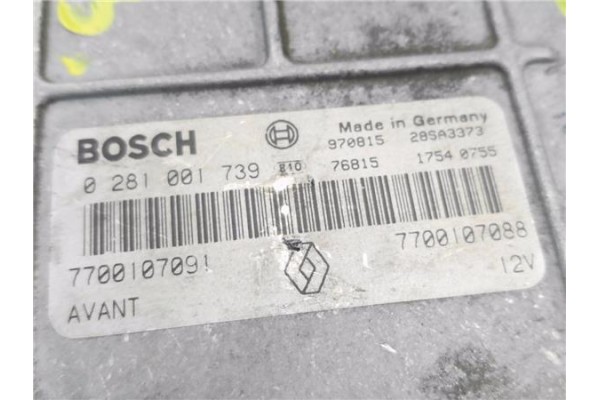 BOSCH Made in Germany
970815 28SA3373
0 281 001 739 810 76815 1754 0755
7700107091 7700107088
AVANT 12V